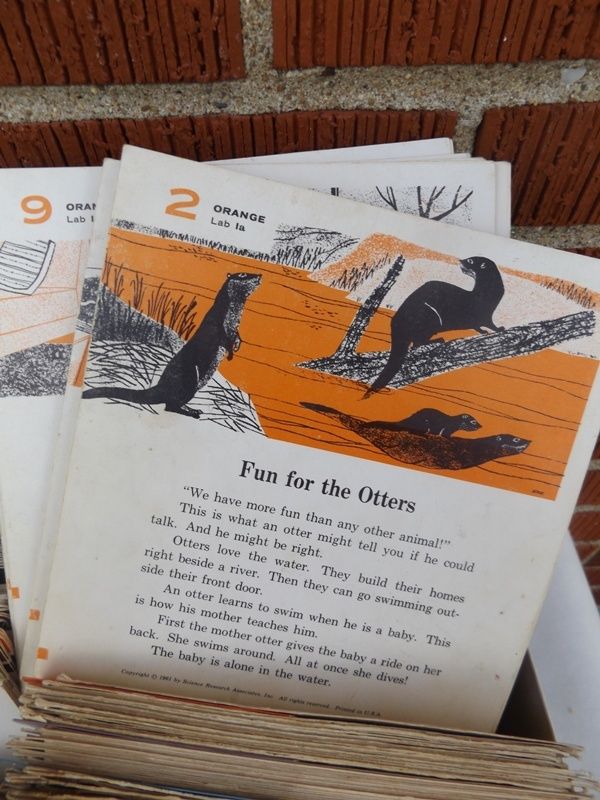 9 ORAN
Lab I
2 ORANGE
Lab Ia
Fun for the Otters
"We have more fun than any other animal!"
This is what an otter might tell you if he could
talk. And he might be right.
Otters love the water. They build their homes
right beside a river. Then they can go swimming out-
side their front door.
An otter learns to swim when he is a baby. This
is how his mother teaches him.
First the mother otter gives the baby a ride on her
back. She swims around. All at once she dives!
The baby is alone in the water.
Copyright © 1961 by Science Research Associates, Inc. All rights reserved. Printed in U.S.A.